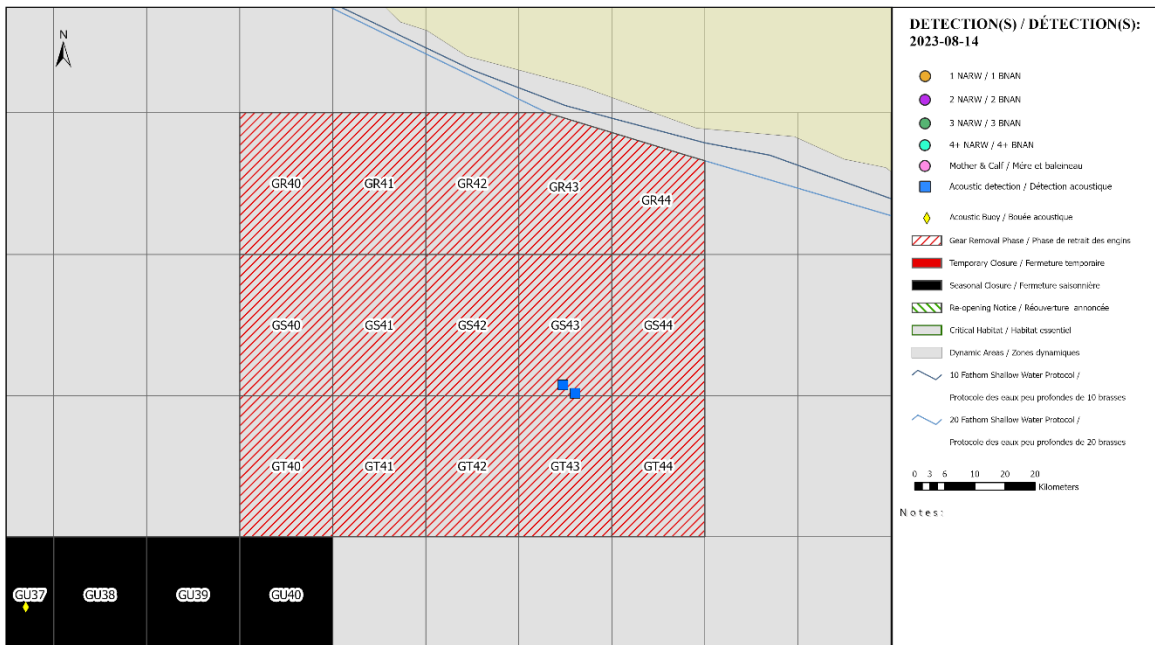 N
GR40 GR41 GR42 GR43 GR44
GS40 GS41 GS42 GS43 GS44
GT40 GT41 GT42 GT43 GT44
GU37 GU38 GU39 GU40
DETECTION(S) / DÉTECTION(S):
2023-08-14
1 NARW / 1 BNAN
2 NARW / 2 BNAN
3 NARW / 3 BNAN
4+ NARW / 4+ BNAN
Mother & Calf / Mère et baleineau
Acoustic detection / Détection acoustique
Acoustic Buoy / Bouée acoustique
Gear Removal Phase / Phase de retrait des engins
Temporary Closure / Fermeture temporaire
Seasonal Closure / Fermeture saisonnière
Re-opening Notice / Réouverture annoncée
Critical Habitat / Habitat essentiel
Dynamic Areas / Zones dynamiques
10 Fathom Shallow Water Protocol /
Protocole des eaux peu profondes de 10 brasses
20 Fathom Shallow Water Protocol /
Protocole des eaux peu profondes de 20 brasses
0 3 6 10 20 20
Kilometers
Notes: